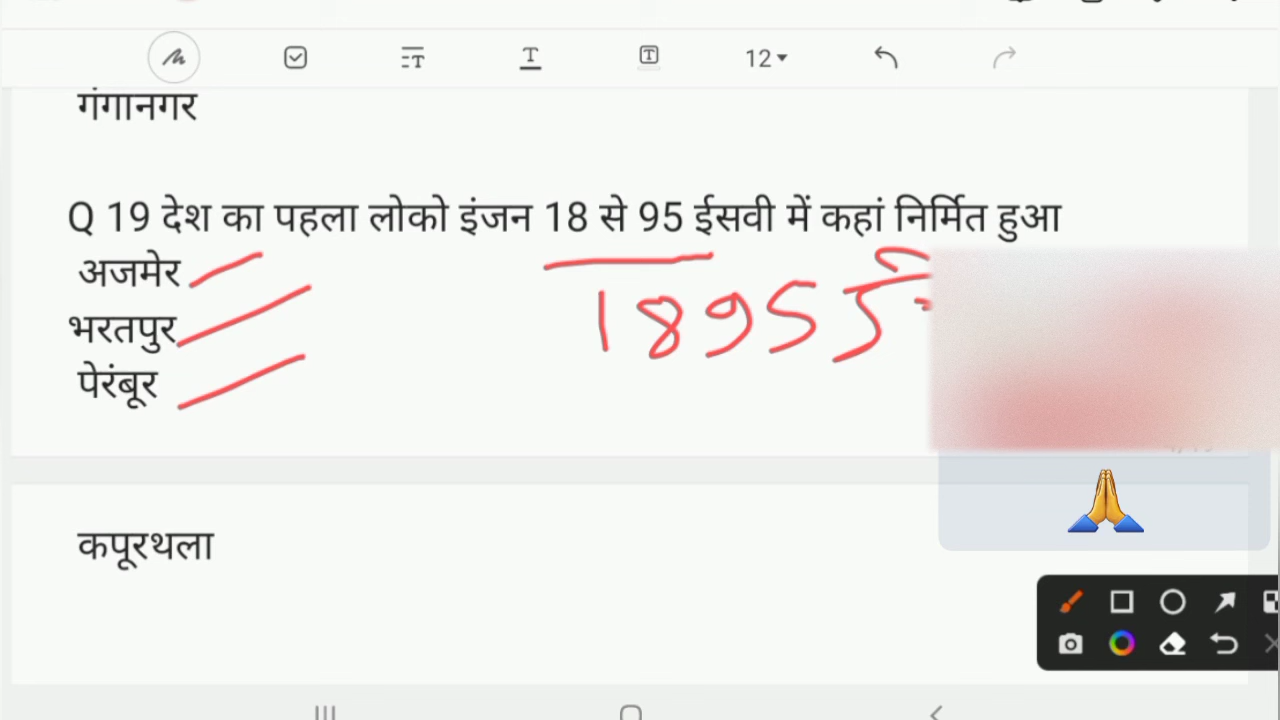 12
गंगानगर
Q 19 देश का पहला लोको इंजन 18 से 95 ईसवी में कहां निर्मित हुआ
अजमेर
1895
भरतपुर
पेरंबूर
कपूरथला